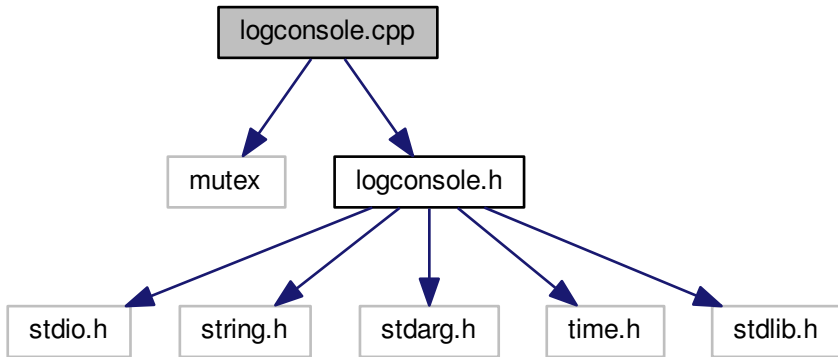 logconsole.cpp
mutex
logconsole.h
stdio.h
string.h
stdarg.h
time.h
stdlib.h